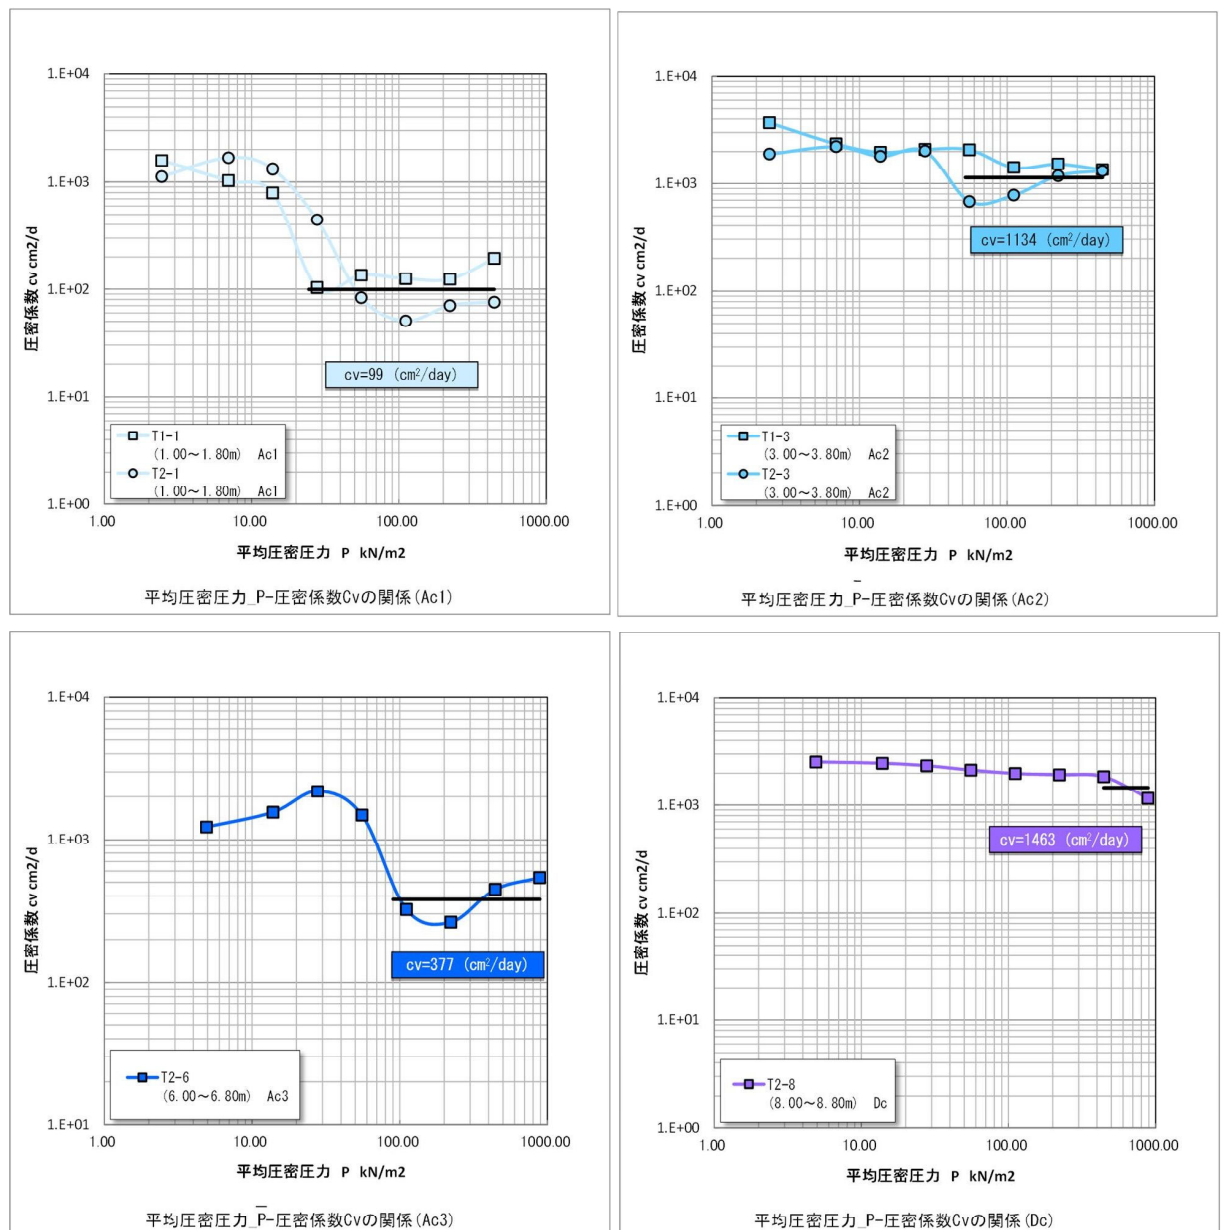 1.E+04
1.E+03
1.E+02
1.E+01
1.E+00
圧密係数 cv cm2/d
cv=99 (cm²/day)
T1-1
(1.00～1.80m) Ac1
T2-1
(1.00～1.80m) Ac1
1.00 10.00 100.00 1000.00
平均圧密圧力 P kN/m2
平均圧密圧力_P-圧密係数Cvの関係(Ac1)
1.E+04
1.E+03
1.E+02
1.E+01
1.E+00
圧密係数 cv cm2/d
cv=1134 (cm²/day)
T1-3
(3.00～3.80m) Ac2
T2-3
(3.00～3.80m) Ac2
1.00 10.00 100.00 1000.00
平均圧密圧力 P kN/m2
平均圧密圧力_P-圧密係数Cvの関係(Ac2)
1.E+04
1.E+03
1.E+02
1.E+01
圧密係数 cv cm2/d
cv=377 (cm²/day)
T2-6
(6.00～6.80m) Ac3
1.00 10.00 100.00 1000.00
平均圧密圧力 P kN/m2
平均圧密圧力_P-圧密係数Cvの関係(Ac3)
1.E+04
1.E+03
1.E+02
1.E+01
1.E+00
圧密係数 cv cm2/d
cv=1463 (cm²/day)
T2-8
(8.00～8.80m) Dc
1.00 10.00 100.00 1000.00
平均圧密圧力 P kN/m2
平均圧密圧力_P-圧密係数Cvの関係(Dc)